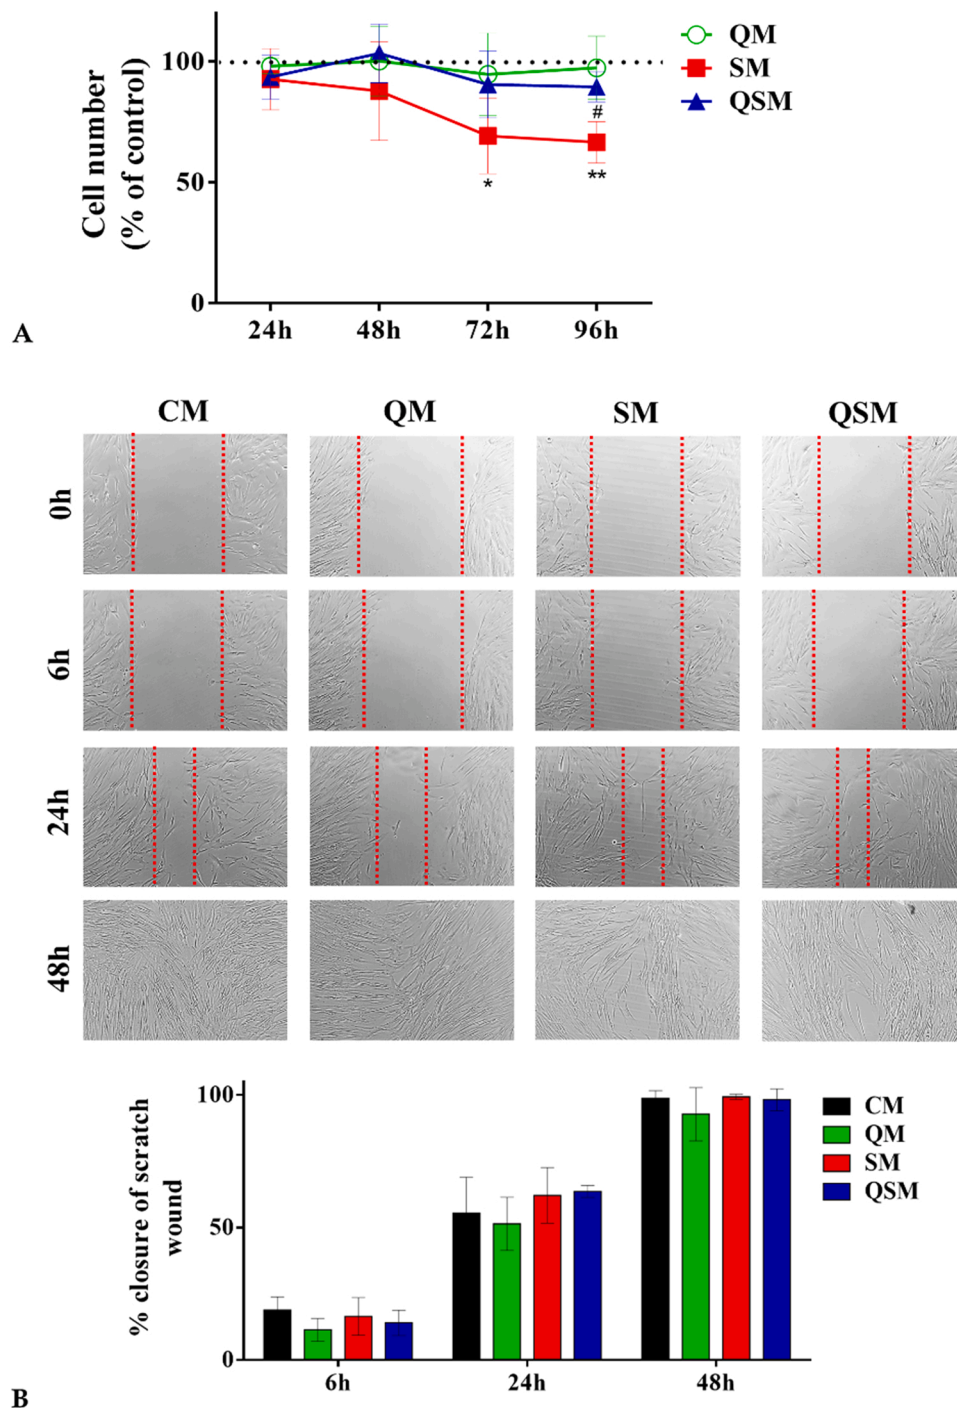 100
50
0
Cell number
(% of control)
QM
SM
QSM
#
*
**
24h 48h 72h 96h
A
CM QM SM QSM
0h
6h
24h
48h
% closure of scratch
wound
100
50
0
CM
QM
SM
QSM
6h 24h 48h
B